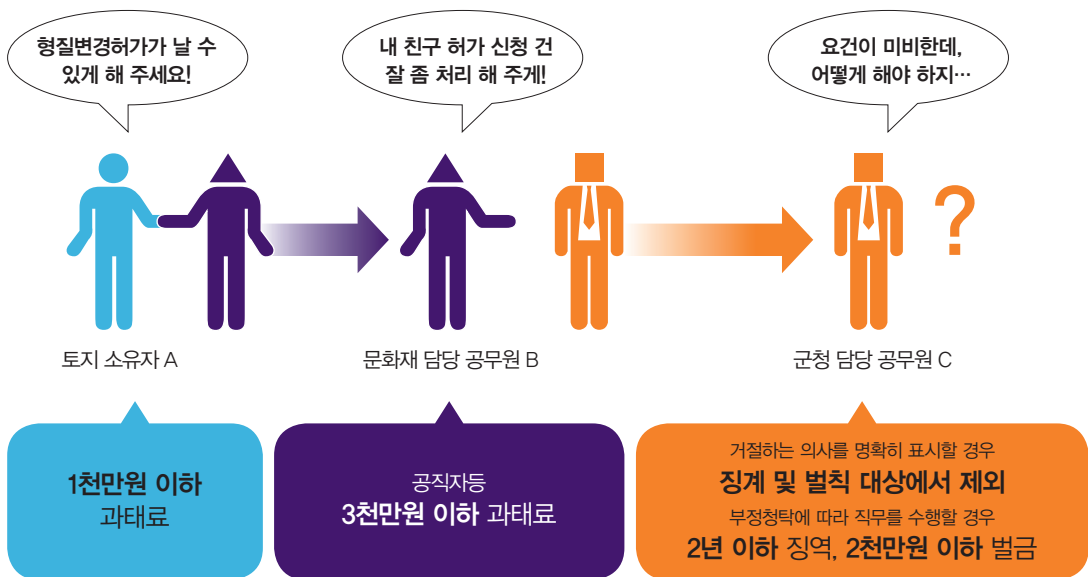 형질변경허가가 날 수
있게 해 주세요!
내 친구 허가 신청 건
잘 좀 처리 해 주게!
요건이 미비한데,
어떻게 해야 하지…
?
토지 소유자 A
문화재 담당 공무원 B
군청 담당 공무원 C
1천만원 이하
과태료
공직자등
3천만원 이하 과태료
거절하는 의사를 명확히 표시할 경우
징계 및 벌칙 대상에서 제외
부정청탁에 따라 직무를 수행할 경우
2년 이하 징역, 2천만원 이하 벌금